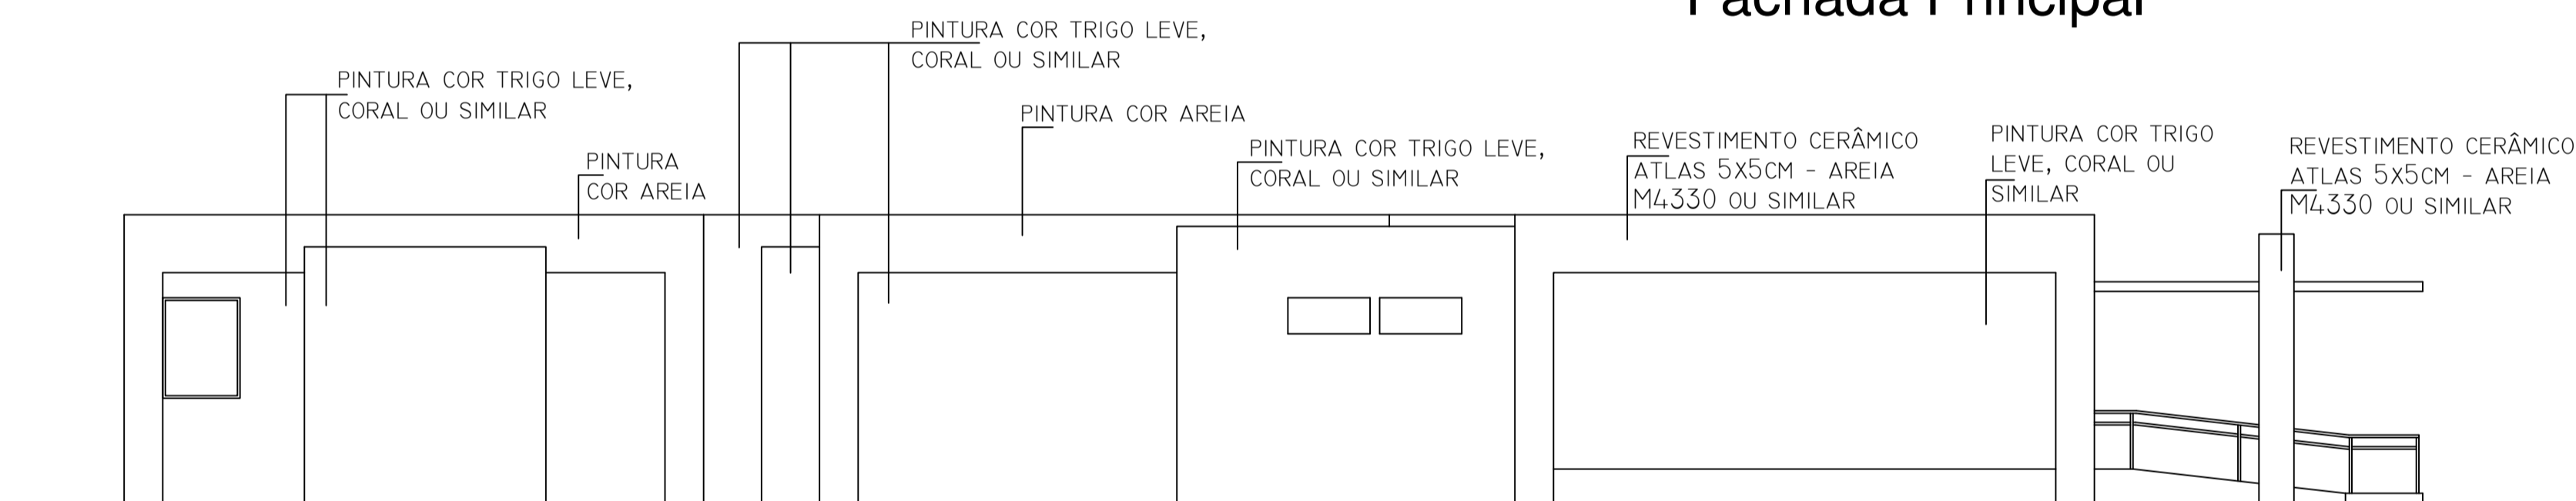 Fachada Principal
PINTURA COR TRIGO LEVE,
CORAL OU SIMILAR
PINTURA COR TRIGO LEVE,
CORAL OU SIMILAR
PINTURA
COR AREIA
PINTURA COR AREIA
PINTURA COR TRIGO LEVE,
CORAL OU SIMILAR
REVESTIMENTO CERÂMICO
ATLAS 5X5CM - AREIA
M4330 OU SIMILAR
PINTURA COR TRIGO
LEVE, CORAL OU
SIMILAR
REVESTIMENTO CERÂMICO
ATLAS 5X5CM - AREIA
M4330 OU SIMILAR